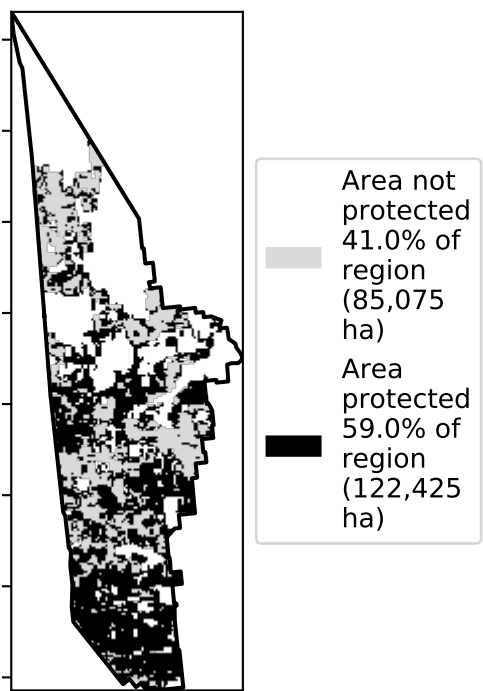 Area not
protected
41.0% of
region
(85,075
ha)
Area
protected
59.0% of
region
(122,425
ha)